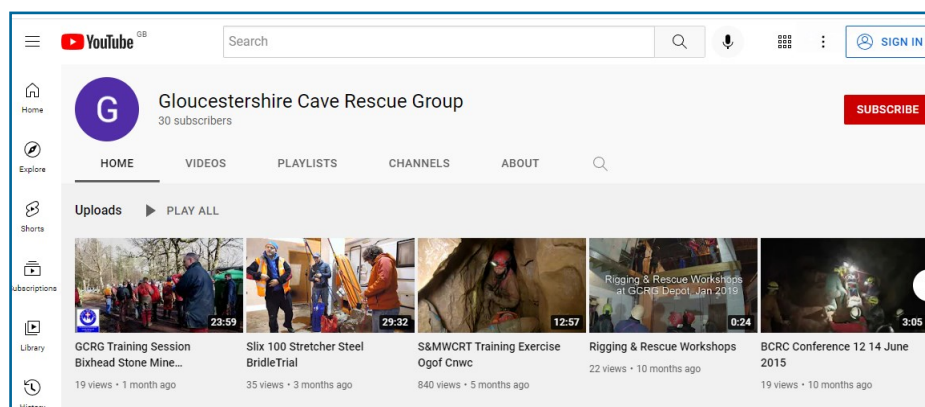 YouTube GB
Search
SIGN IN
Home
Explore
Shorts
ubscriptions
Library
History
G
Gloucestershire Cave Rescue Group
30 subscribers
SUBSCRIBE
HOME VIDEOS PLAYLISTS CHANNELS ABOUT
Uploads PLAY ALL
23:59
GCRG Training Session
Bixhead Stone Mine...
19 views • 1 month ago
29:32
Slix 100 Stretcher Steel
BridleTrial
35 views • 3 months ago
12:57
S&MWCRT Training Exercise
Ogof Cnwc
840 views • 5 months ago
Rigging & Rescue Workshops
at GCRG Depot, Jan 2019
0:24
Rigging & Rescue Workshops
22 views • 10 months ago
3:05
BCRC Conference 12 14 June
2015
19 views • 10 months ago